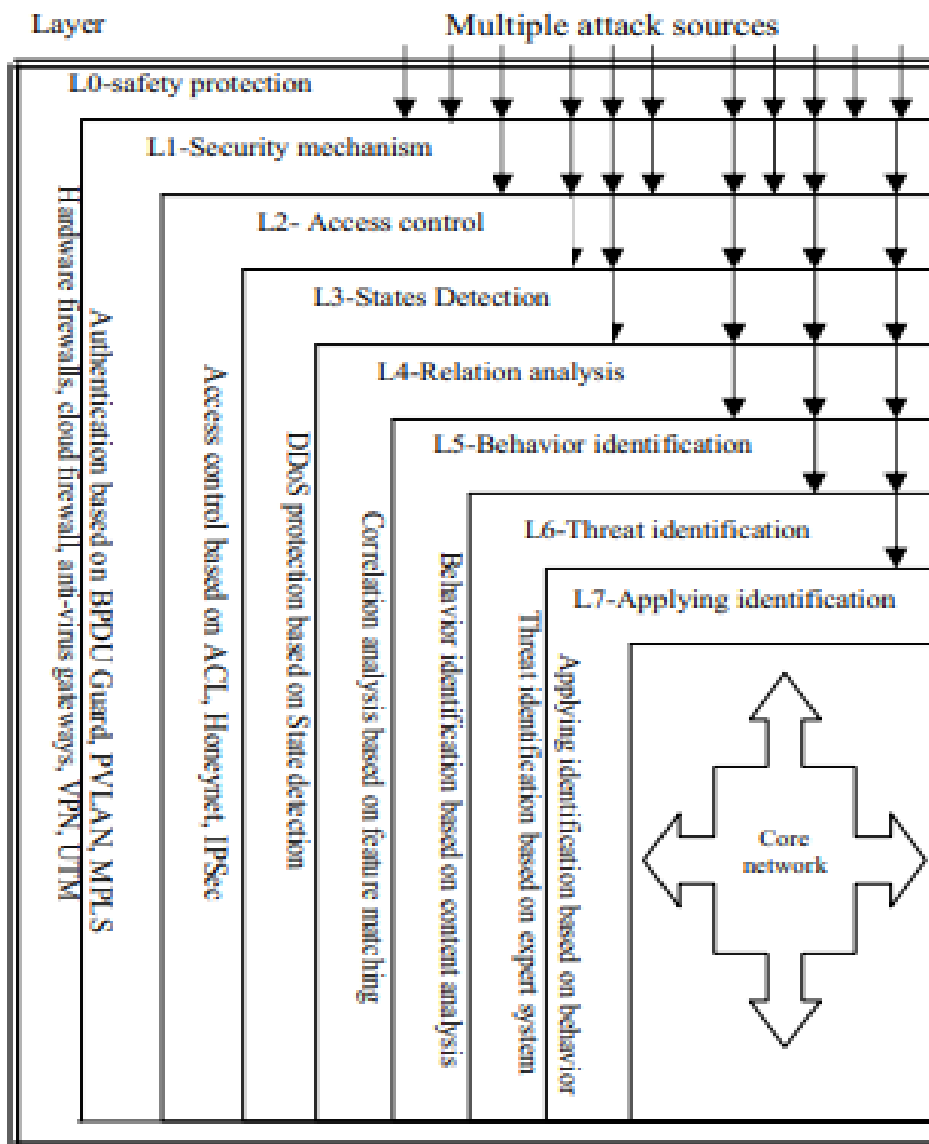 Layer
Multiple attack sources
L0-safety protection
L1-Security mechanism
L2- Access control
L3-States Detection
L4-Relation analysis
L5-Behavior identification
L6-Threat identification
L7-Applying identification
Hardware firewalls, cloud firewall, anti-virus gateways, VPN, UTM
Authentication based on BPDU Guard, PVLAN, MPLS
Access control based on ACL, Honeynet, IPSec
DDoS protection based on State detection
Correlation analysis based on feature matching
Behavior identification based on content analysis
Threat identification based on expert system
Applying identification based on behavior
Core
network